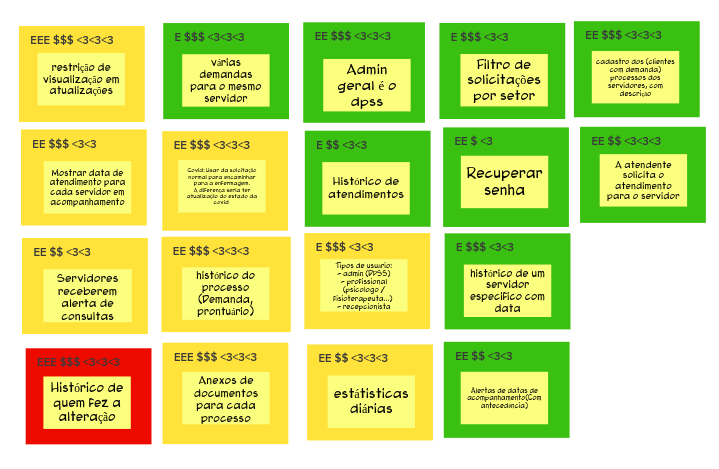 EEE $$$ <3<3<3
restrição de
visualização em
atualizações
E $$$ <3<3<3
várias
demandas
para o mesmo
servidor
EE $$$ <3<3<3
Admin
geral é o
dpss
E $$$ <3<3<3
Filtro de
solicitações
por setor
EE $$$ <3<3<3
cadastro dos (clientes
com demanda)
processos dos
servidores, com
descrição
EE $$$ <3<3
Mostrar data de
atendimento para
cada servidor em
acompanhamento
EE $$$ <3<3<3
Covid: Usar da solcitação
normal para encaminhar
para a enfermagem.
A diferença seria ter
atualização do estado da
covid
E $$$ <3<3<3
Histórico de
atendimentos
EE $ <3
Recuperar
senha
EE $$ <3<3<3
A atendente
solicita o
atendimento
para o servidor
EE $$ <3<3
Servidores
receberem
alerta de
consultas
EE $$$ <3<3<3
histórico do
processo
(Demanda,
prontuário)
E $$$ <3<3
Tipos de usuario:
- admin (DPSS)
- profissional
(psicologo /
fisioterapeuta...)
- recepcionista
EE $$$ <3<3
histórico de um
servidor
especifico com
data
EEE $$$ <3<3<3
Histórico de
quem fez a
alteração
EE $$$ <3<3<3
Anexos de
documentos
para cada
processo
EE $$ <3<3<3
estátisticas
diárias
EE $$ <3<3
Alertas de datas de
acompanhamento(Com
antecedência)